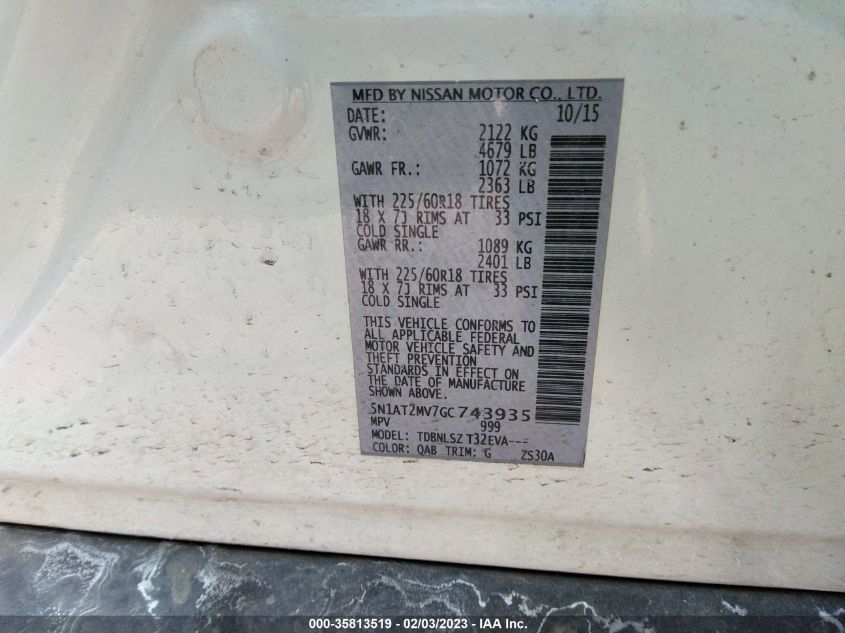 MFD BY NISSAN MOTOR CO., LTD.
DATE: 10/15
GVWR: 2122 KG
4679 LB
GAWR FR.: 1072 KG
2363 LB
WITH 225/60R18 TIRES
18 X 7J RIMS AT 33 PSI
COLD SINGLE
GAWR RR.: 1089 KG
2401 LB
WITH 225/60R18 TIRES
18 X 7J RIMS AT 33 PSI
COLD SINGLE
THIS VEHICLE CONFORMS TO
ALL APPLICABLE FEDERAL
MOTOR VEHICLE SAFETY AND
THEFT PREVENTION
STANDARDS IN EFFECT ON
THE DATE OF MANUFACTURE
SHOWN ABOVE.
5N1AT2MV7GC743935
MPV 999
MODEL: TDBNLSZ T32EVA---
COLOR: QAB TRIM: G ZS30A
000-35813519 - 02/03/2023 - IAA Inc.